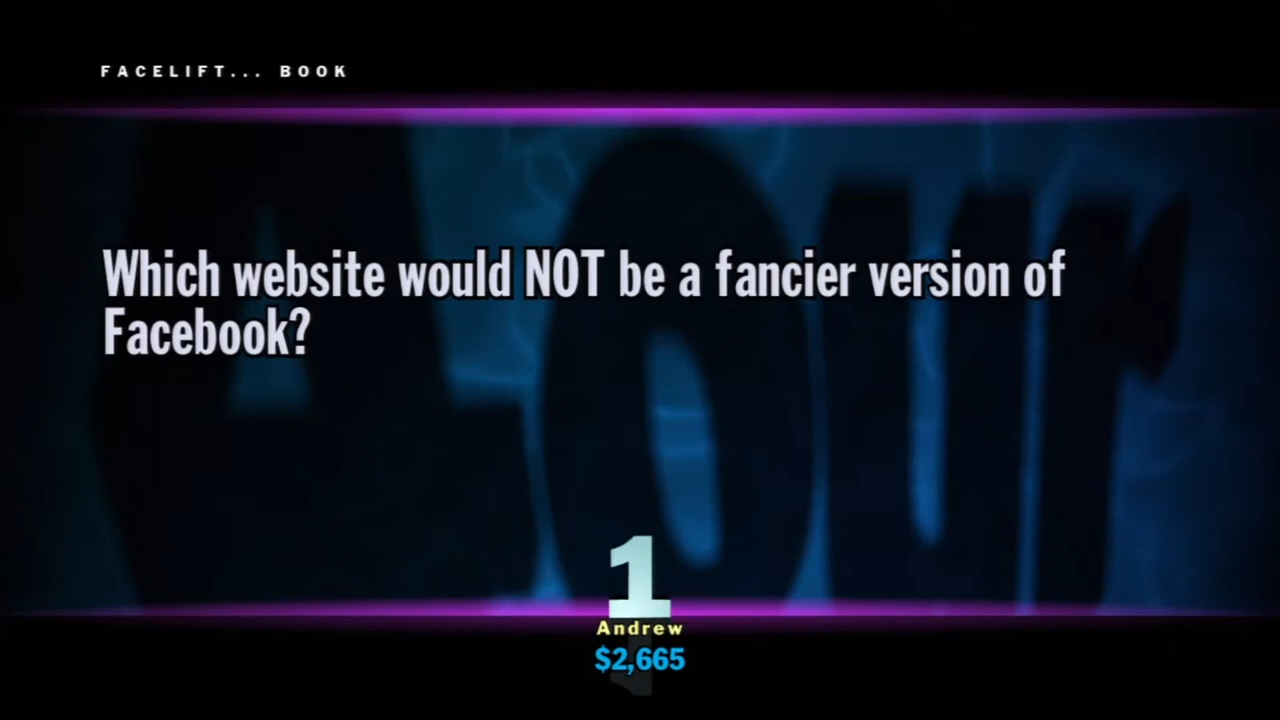 FACELIFT... BOOK
Which website would NOT be a fancier version of
Facebook?
1
Andrew
$2,665